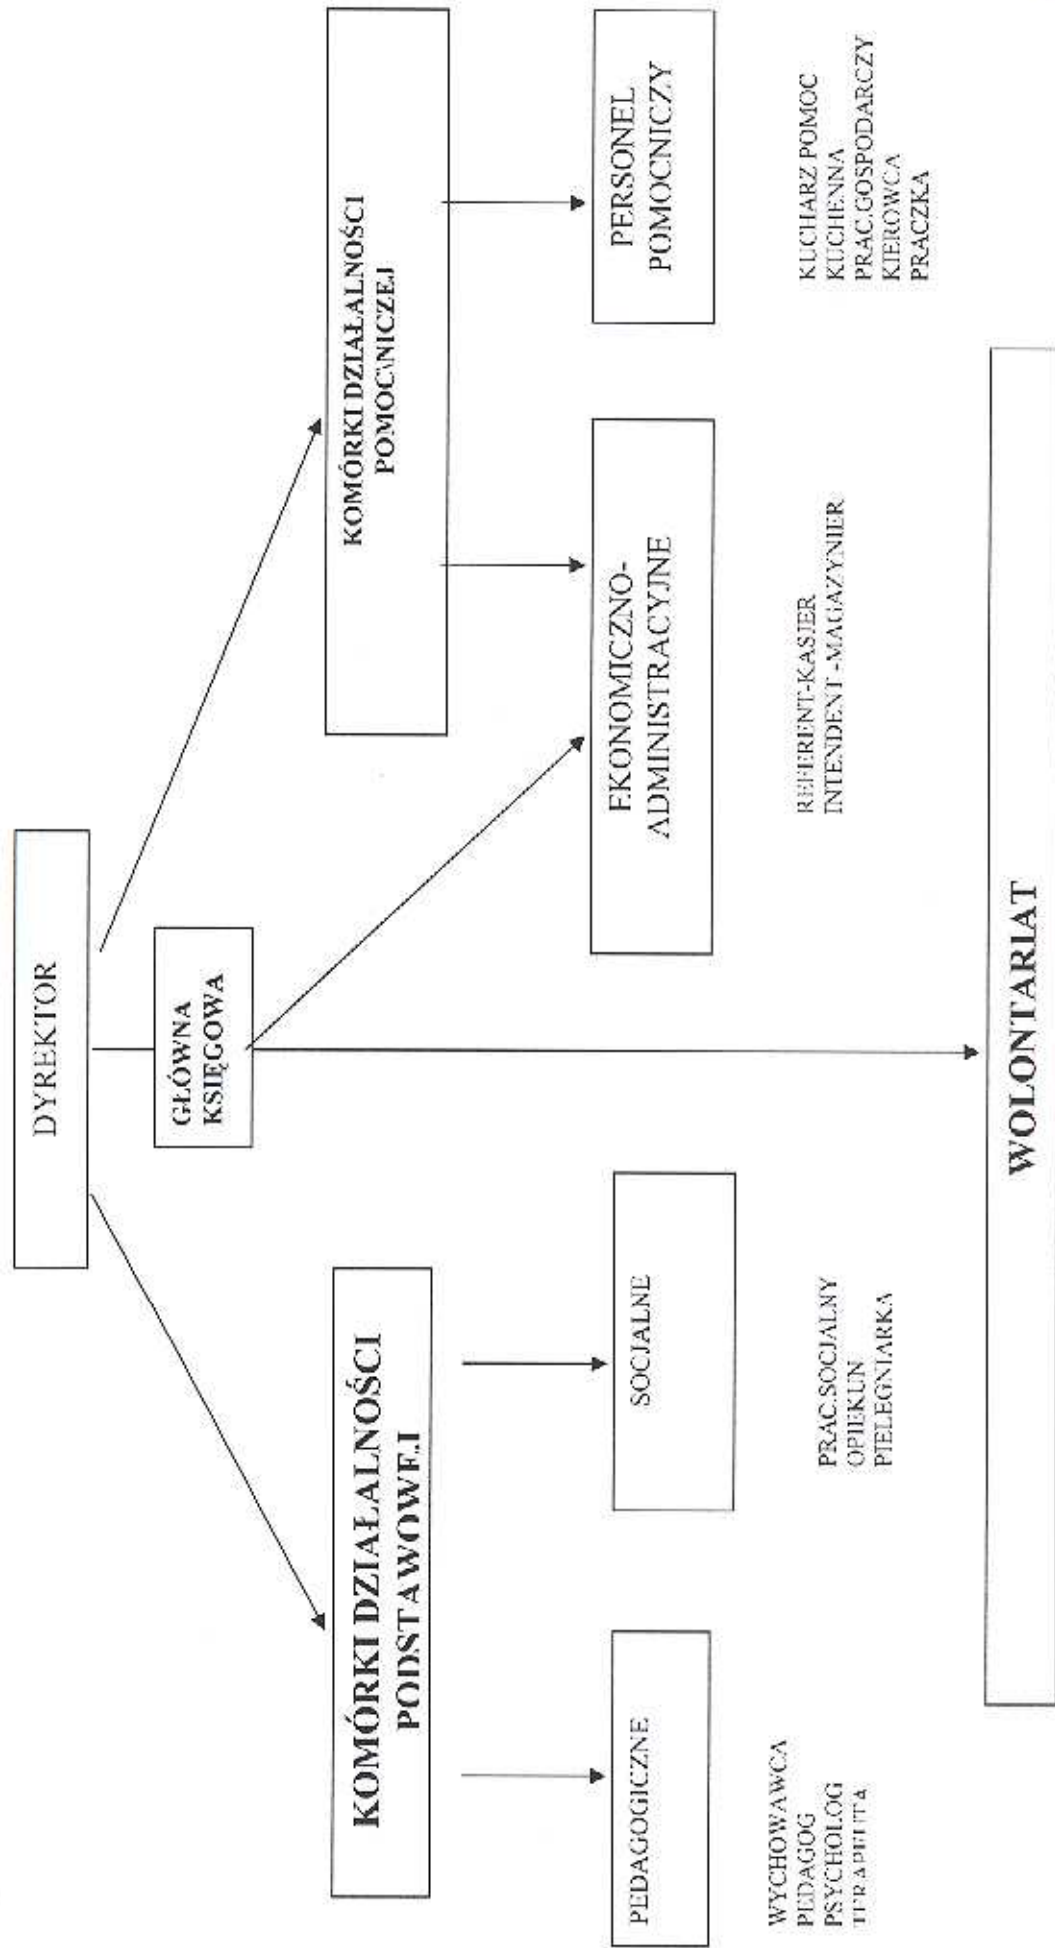 DYREKTOR
GŁÓWNA
KSIĘGOWA
KOMÓRKI DZIAŁALNOŚCI
PODSTAWOWEJ
KOMÓRKI DZIAŁALNOŚCI
POMOCNICZEJ
PEDAGOGICZNE
SOCJALNE
EKONOMICZNO-
ADMINISTRACYJNE
PERSONEL
POMOCNICZY
WYCHOWAWCA
PEDAGOG
PSYCHOLOG
TERAPEUTA
PRAC.SOCJALNY
OPIEKUN
PIELĘGNIARKA
REFERENT-KASJER
INTENDENT -MAGAZYNIER
KUCHARZ POMOC
KUCHENNA
PRAC.GOSPODARCZY
KIEROWCA
PRACZKA
WOLONTARIAT